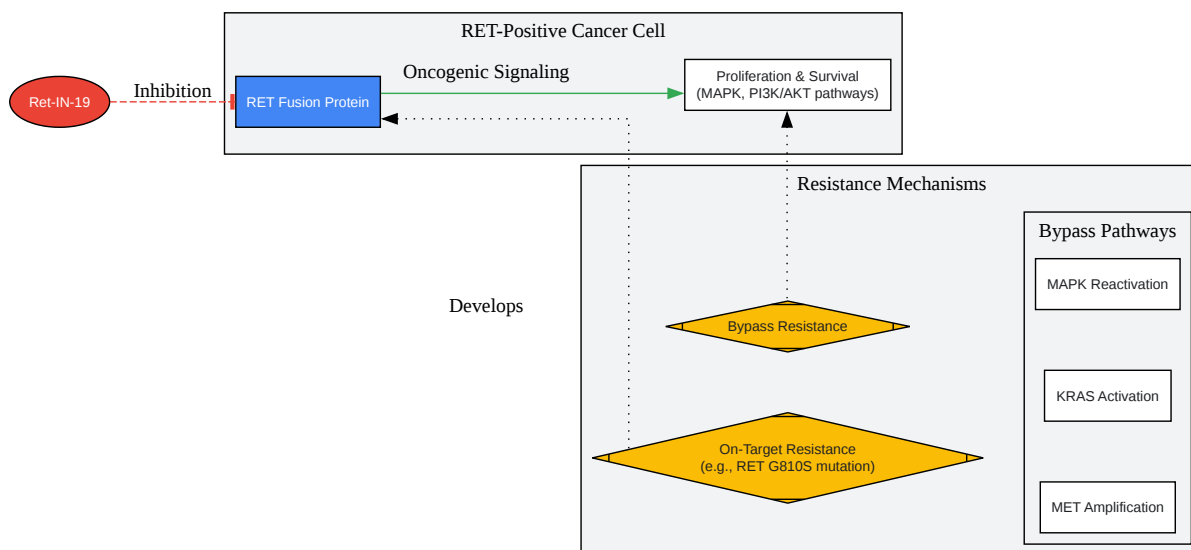 RET-Positive Cancer Cell
Ret-IN-19
Inhibition
RET Fusion Protein
Oncogenic Signaling
Proliferation & Survival
(MAPK, PI3K/AKT pathways)
Resistance Mechanisms
Bypass Pathways
MAPK Reactivation
Develops
Bypass Resistance
KRAS Activation
On-Target Resistance
(e.g., RET G810S mutation)
MET Amplification